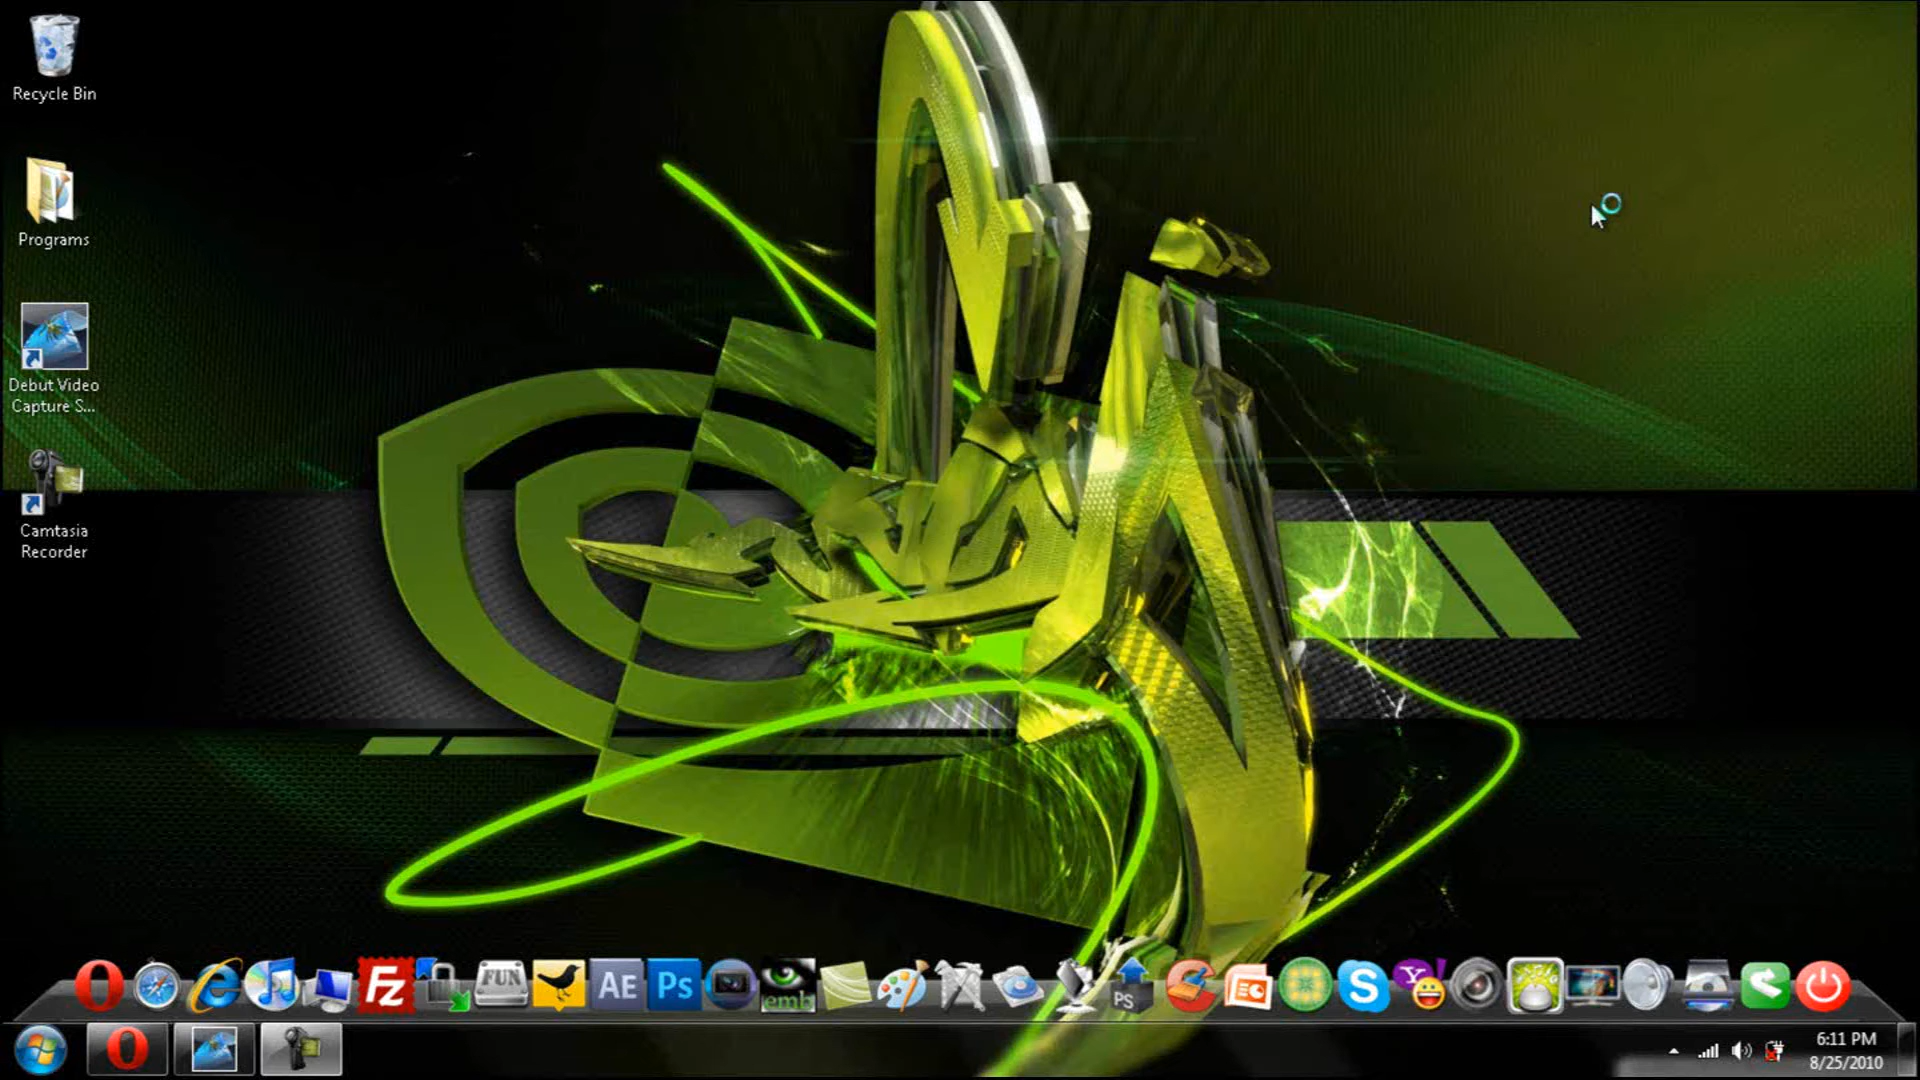 Recycle Bin
Programs
Debut Video
Capture S...
Camtasia
Recorder
Fz
FUN
AE
Ps
emb
PS
Y!
6:11 PM
8/25/2010